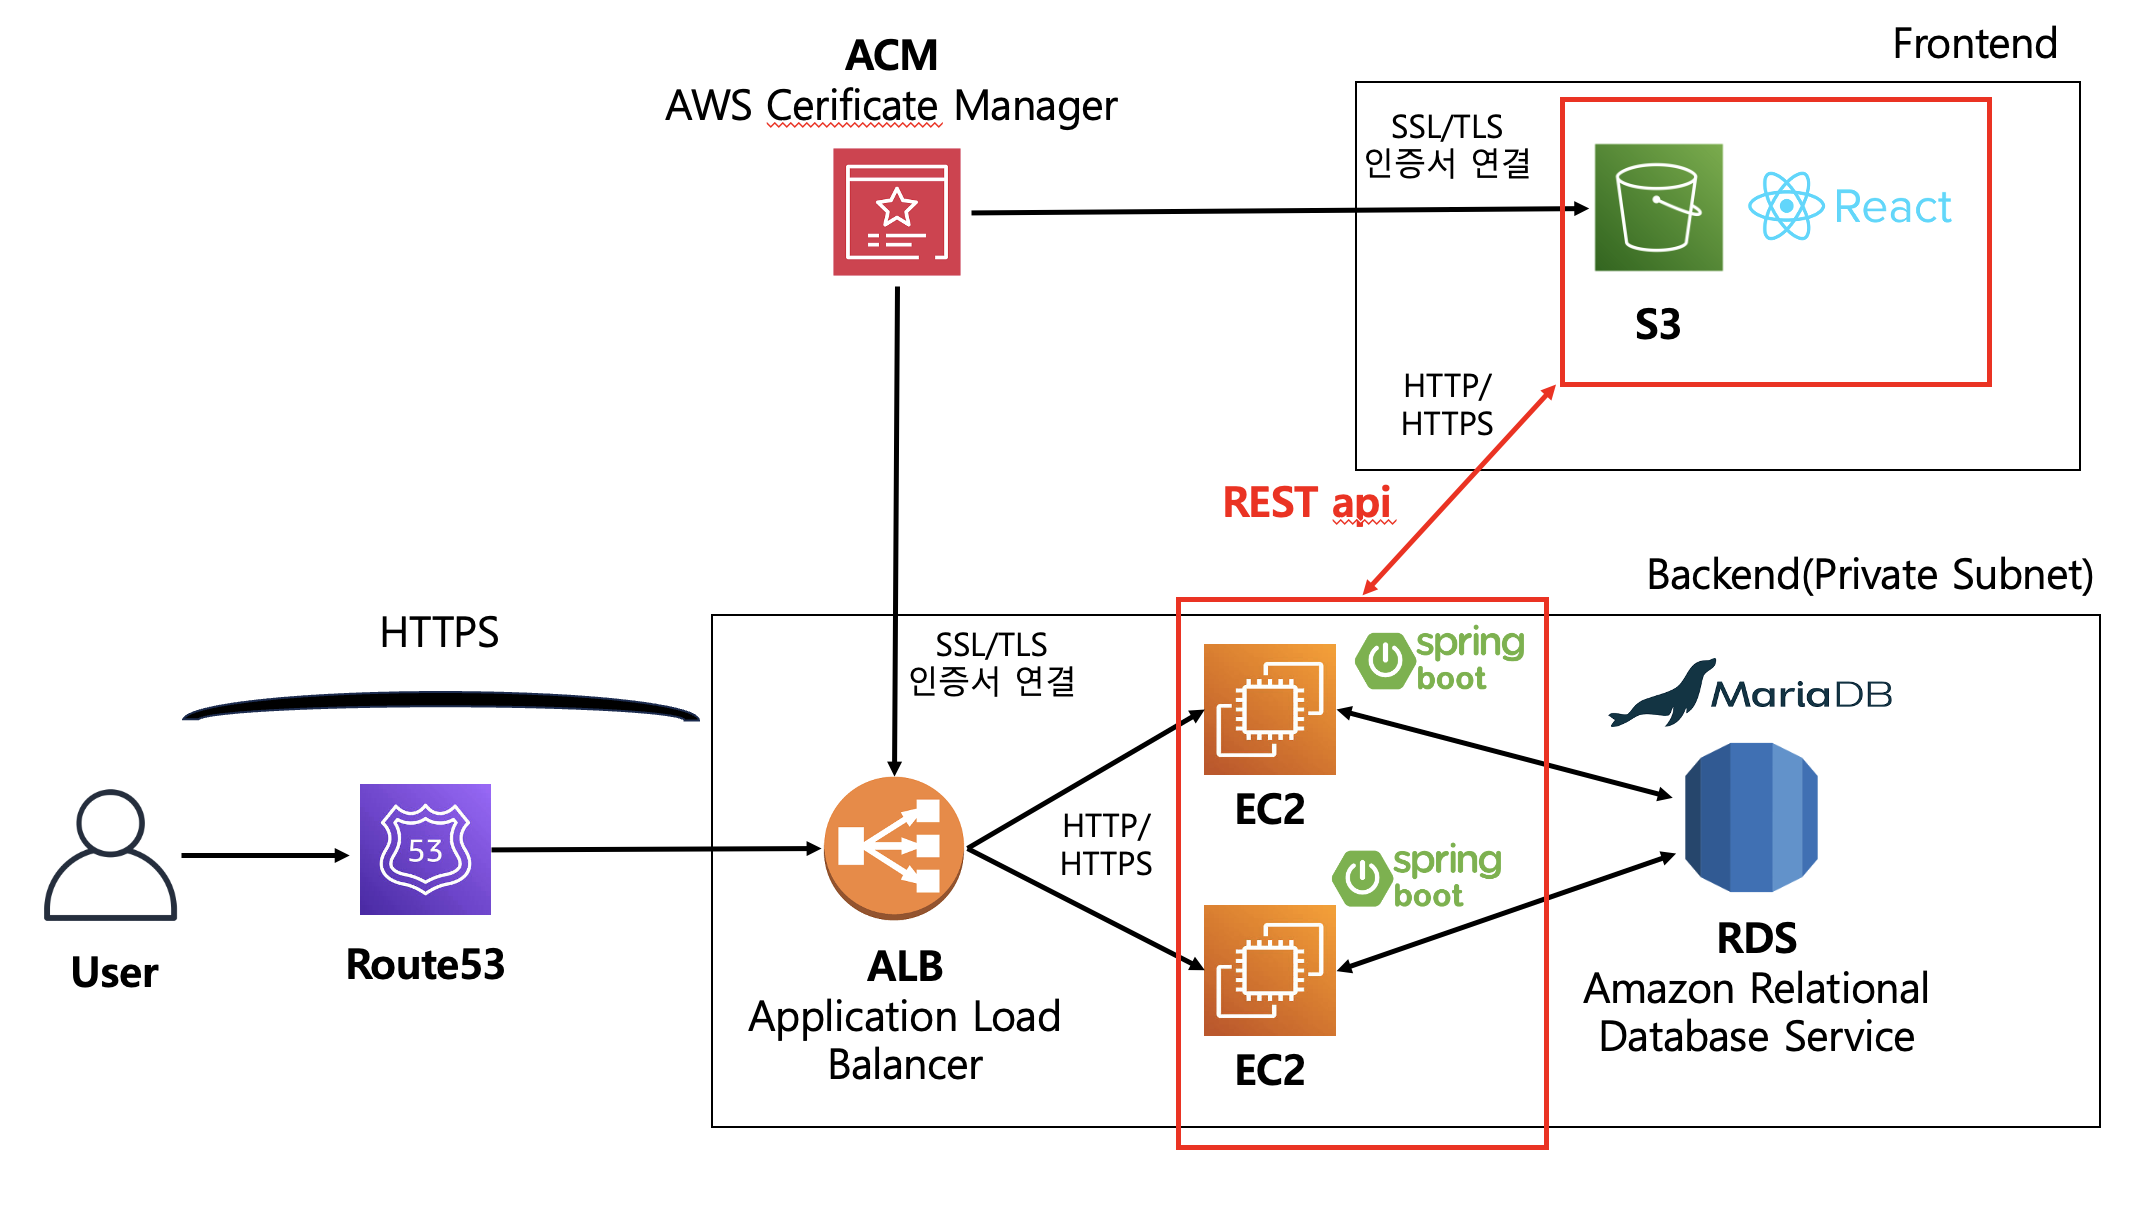 Frontend
ACM
AWS Cerificate Manager
SSL/TLS
인증서 연결
React
S3
HTTP/
HTTPS
REST api
Backend(Private Subnet)
HTTPS
SSL/TLS
인증서 연결
spring
boot
MariaDB
EC2
HTTP/
HTTPS
53
spring
boot
User
Route53
ALB
Application Load
Balancer
EC2
RDS
Amazon Relational
Database Service